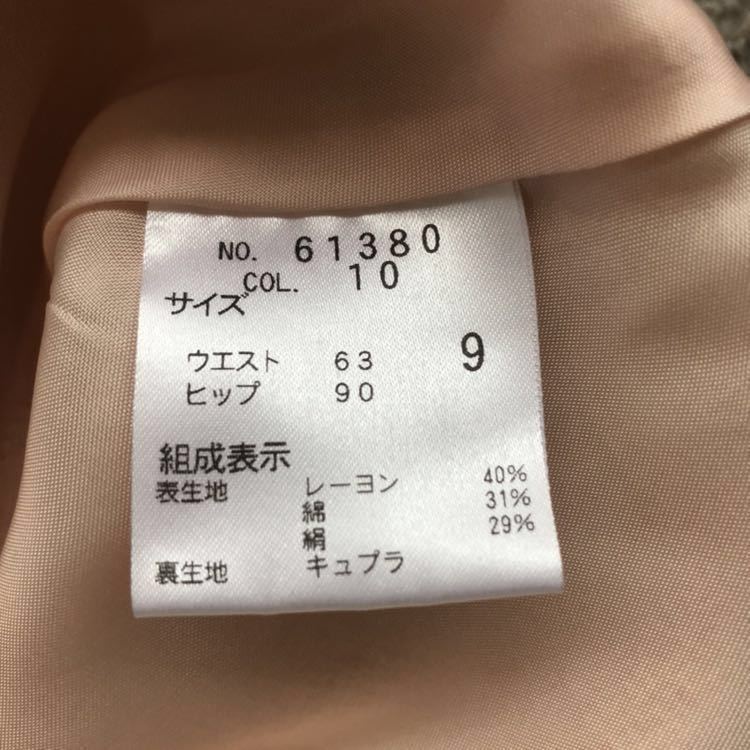 NO. 61380
COL. 10
サイズ
ウエスト 63 9
ヒップ 90
組成表示
表生地 レーヨン 40%
綿 31%
絹 29%
裏生地 キュプラ